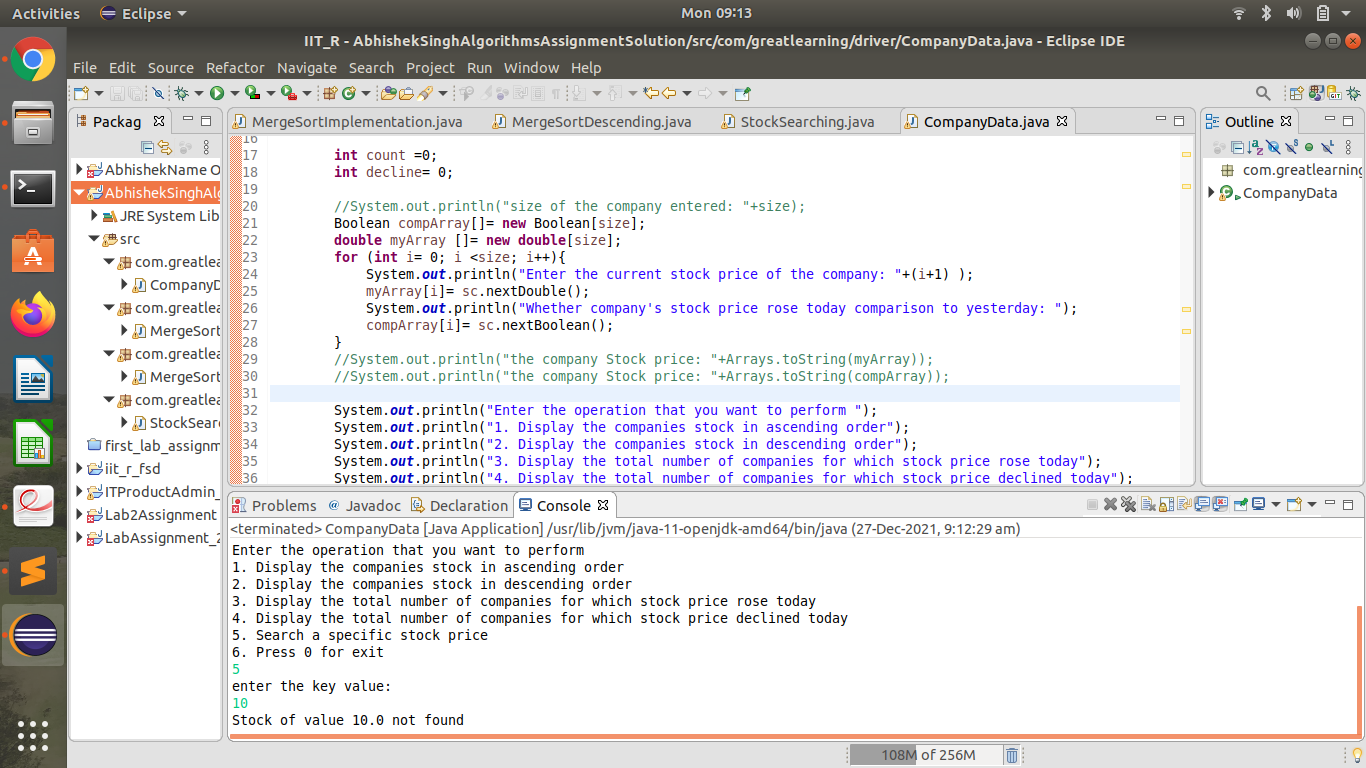 Activities Eclipse Mon 09:13
IIT_R - AbhishekSinghAlgorithmsAssignmentSolution/src/com/greatlearning/driver/CompanyData.java - Eclipse IDE
File Edit Source Refactor Navigate Search Project Run Window Help
Packag
AbhishekName O
AbhishekSinghAlg
JRE System Lib
src
com.greatlea
CompanyD
com.greatlea
MergeSort
com.greatlea
MergeSort
com.greatlea
StockSear
first_lab_assignm
iit_r_fsd
ITProductAdmin_
Lab2Assignment
LabAssignment_2
MergeSortImplementation.java MergeSortDescending.java StockSearching.java CompanyData.java
16
17 int count =0;
18 int decline= 0;
19
20 //System.out.println("size of the company entered: "+size);
21 Boolean compArray[]= new Boolean[size];
22 double myArray []= new double[size];
23 for (int i= 0; i <size; i++){
24 System.out.println("Enter the current stock price of the company: "+(i+1) );
25 myArray[i]= sc.nextDouble();
26 System.out.println("Whether company's stock price rose today comparison to yesterday: ");
27 compArray[i]= sc.nextBoolean();
28 }
29 //System.out.println("the company Stock price: "+Arrays.toString(myArray));
30 //System.out.println("the company Stock price: "+Arrays.toString(compArray));
31
32 System.out.println("Enter the operation that you want to perform ");
33 System.out.println("1. Display the companies stock in ascending order");
34 System.out.println("2. Display the companies stock in descending order");
35 System.out.println("3. Display the total number of companies for which stock price rose today");
36 System.out.println("4. Display the total number of companies for which stock price declined today");
Outline
com.greatlearning
CompanyData
Problems @ Javadoc Declaration Console
<terminated> CompanyData [Java Application] /usr/lib/jvm/java-11-openjdk-amd64/bin/java (27-Dec-2021, 9:12:29 am)
Enter the operation that you want to perform
1. Display the companies stock in ascending order
2. Display the companies stock in descending order
3. Display the total number of companies for which stock price rose today
4. Display the total number of companies for which stock price declined today
5. Search a specific stock price
6. Press 0 for exit
5
enter the key value:
10
Stock of value 10.0 not found
108M of 256M